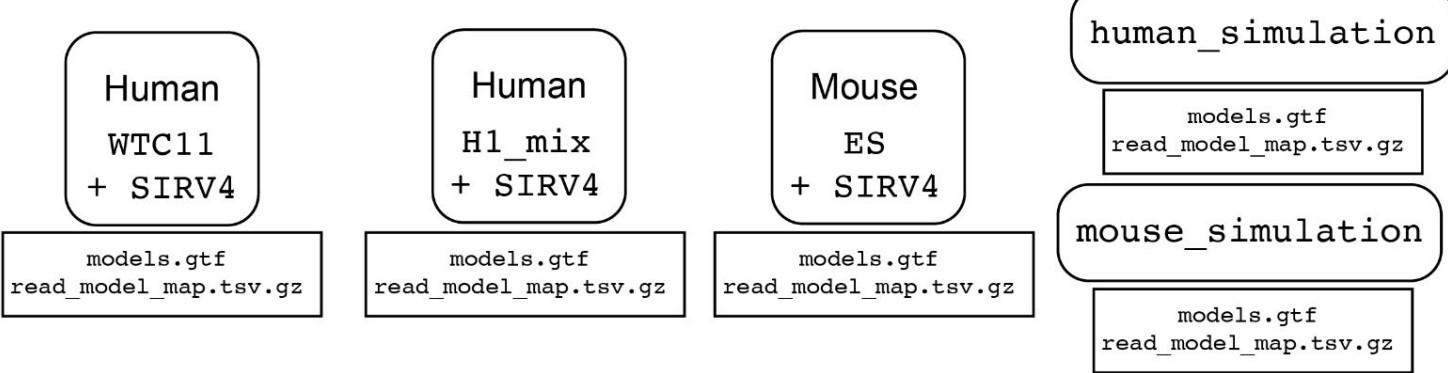 Human
WTC11
+ SIRV4
models.gtf
read_model_map.tsv.gz
Human
H1_mix
+ SIRV4
models.gtf
read_model_map.tsv.gz
Mouse
ES
+ SIRV4
models.gtf
read_model_map.tsv.gz
human_simulation
models.gtf
read_model_map.tsv.gz
mouse_simulation
models.gtf
read_model_map.tsv.gz